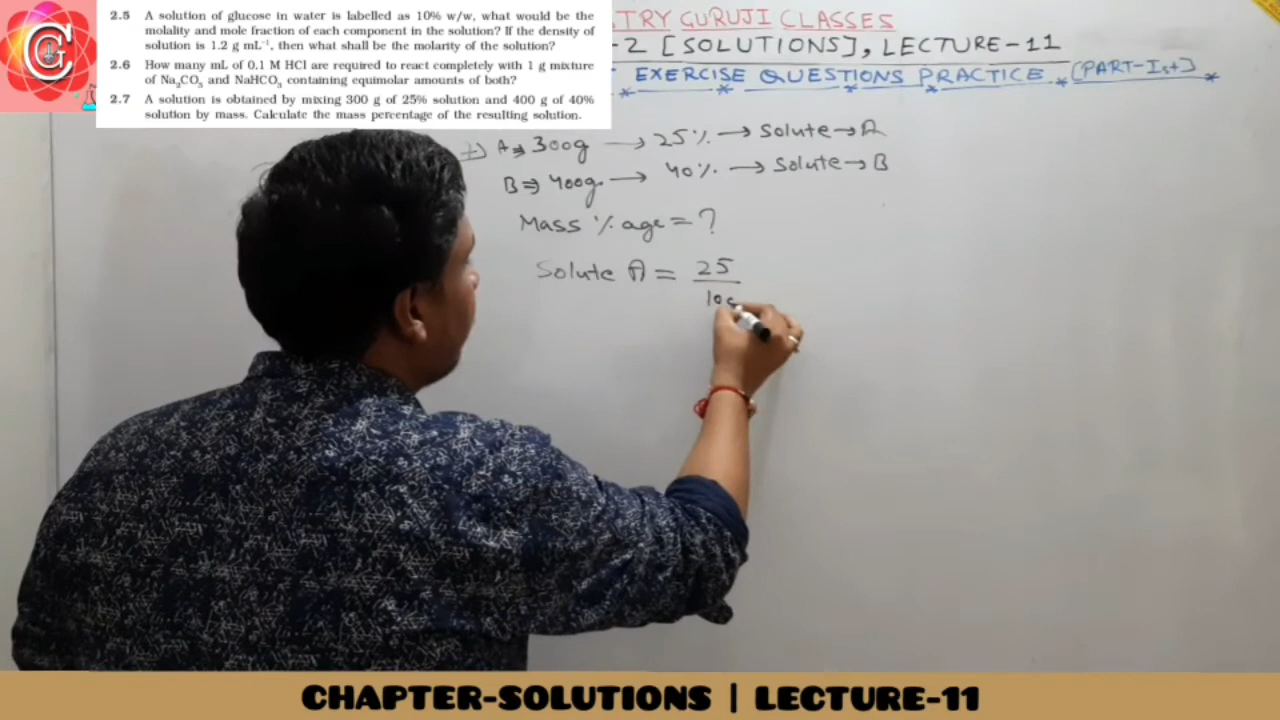 2.5 A solution of glucose in water is labelled as 10% w/w, what would be the
molality and mole fraction of each component in the solution? If the density of
solution is 1.2 g mL⁻¹, then what shall be the molarity of the solution?
2.6 How many mL of 0.1 M HCl are required to react completely with 1 g mixture
of Na₂CO₃ and NaHCO₃ containing equimolar amounts of both?
2.7 A solution is obtained by mixing 300 g of 25% solution and 400 g of 40%
solution by mass. Calculate the mass percentage of the resulting solution.
TRY GURUJI CLASSES
-2 [SOLUTIONS], LECTURE-11
EXERCISE QUESTIONS PRACTICE. [PART-Ist]
7) A ⇒ 300g → 25% → Solute → A
B ⇒ 400g. → 40% → Solute → B
Mass % age = ?
Solute A = 25
100
CHAPTER-SOLUTIONS | LECTURE-11